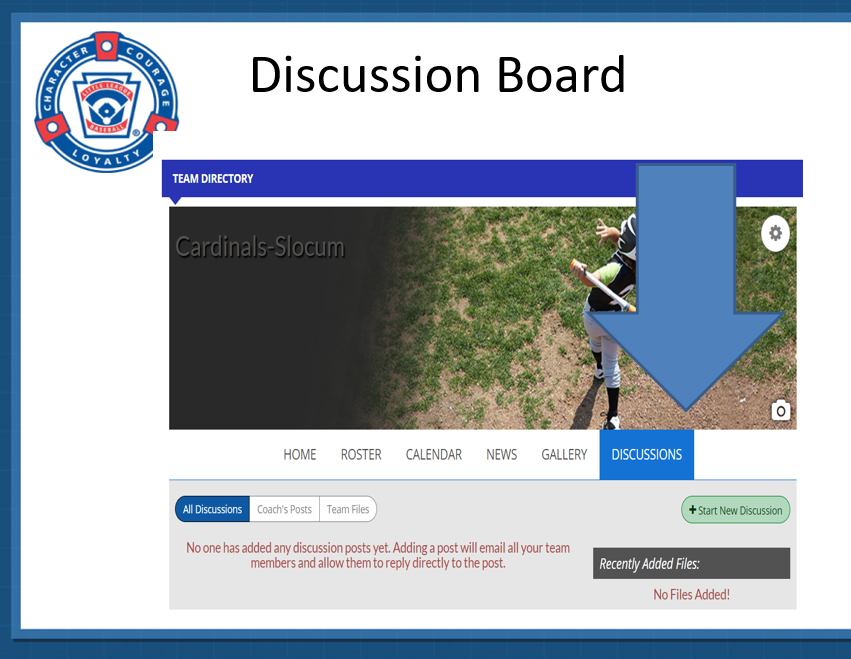 Discussion Board
CHARACTER COURAGE LOYALTY
LITTLE LEAGUE
BASEBALL
®
TEAM DIRECTORY
Cardinals-Slocum
HOME ROSTER CALENDAR NEWS GALLERY DISCUSSIONS
All Discussions Coach's Posts Team Files
+ Start New Discussion
No one has added any discussion posts yet. Adding a post will email all your team
members and allow them to reply directly to the post.
Recently Added Files:
No Files Added!